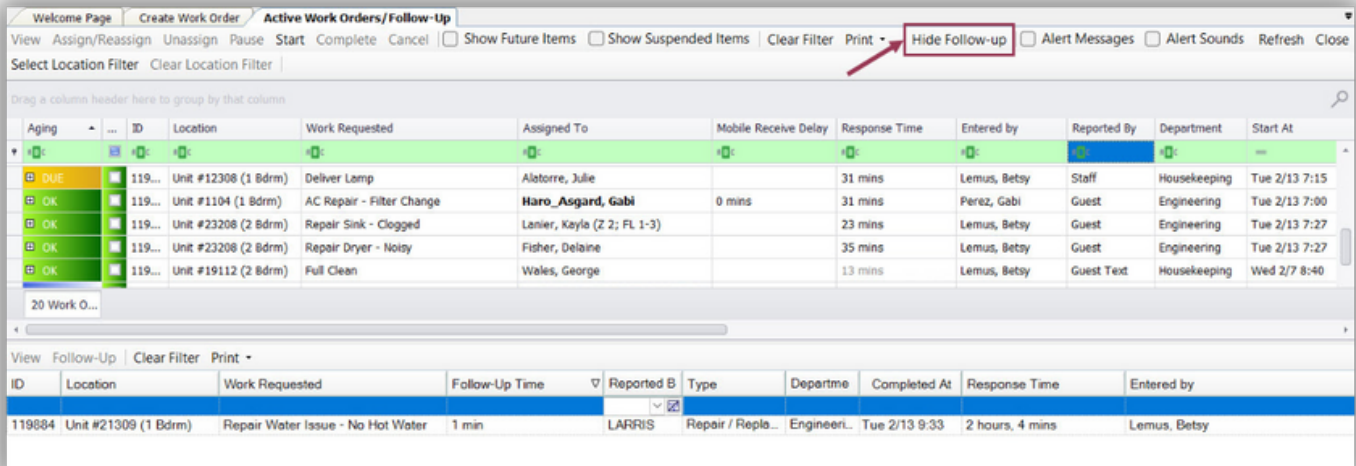 Welcome Page Create Work Order Active Work Orders/Follow-Up
View Assign/Reassign Unassign Pause Start Complete Cancel Show Future Items Show Suspended Items Clear Filter Print Hide Follow-up Alert Messages Alert Sounds Refresh Close
Select Location Filter Clear Location Filter
Drag a column header here to group by that column
Aging ... ID Location Work Requested Assigned To Mobile Receive Delay Response Time Entered by Reported By Department Start At
DUE 119... Unit #12308 (1 Bdrm) Deliver Lamp Alatorre, Julie 31 mins Lemus, Betsy Staff Housekeeping Tue 2/13 7:15
OK 119... Unit #1104 (1 Bdrm) AC Repair - Filter Change Haro_Asgard, Gabi 0 mins 31 mins Perez, Gabi Guest Engineering Tue 2/13 7:00
OK 119... Unit #23208 (2 Bdrm) Repair Sink - Clogged Lanier, Kayla (Z 2; FL 1-3) 23 mins Lemus, Betsy Guest Engineering Tue 2/13 7:27
OK 119... Unit #23208 (2 Bdrm) Repair Dryer - Noisy Fisher, Delaine 35 mins Lemus, Betsy Guest Engineering Tue 2/13 7:27
OK 119... Unit #19112 (2 Bdrm) Full Clean Wales, George 13 mins Lemus, Betsy Guest Text Housekeeping Wed 2/7 8:40
20 Work O...
View Follow-Up Clear Filter Print
ID Location Work Requested Follow-Up Time Reported B Type Departme Completed At Response Time Entered by
119884 Unit #21309 (1 Bdrm) Repair Water Issue - No Hot Water 1 min LARRIS Repair / Repla... Engineeri... Tue 2/13 9:33 2 hours, 4 mins Lemus, Betsy